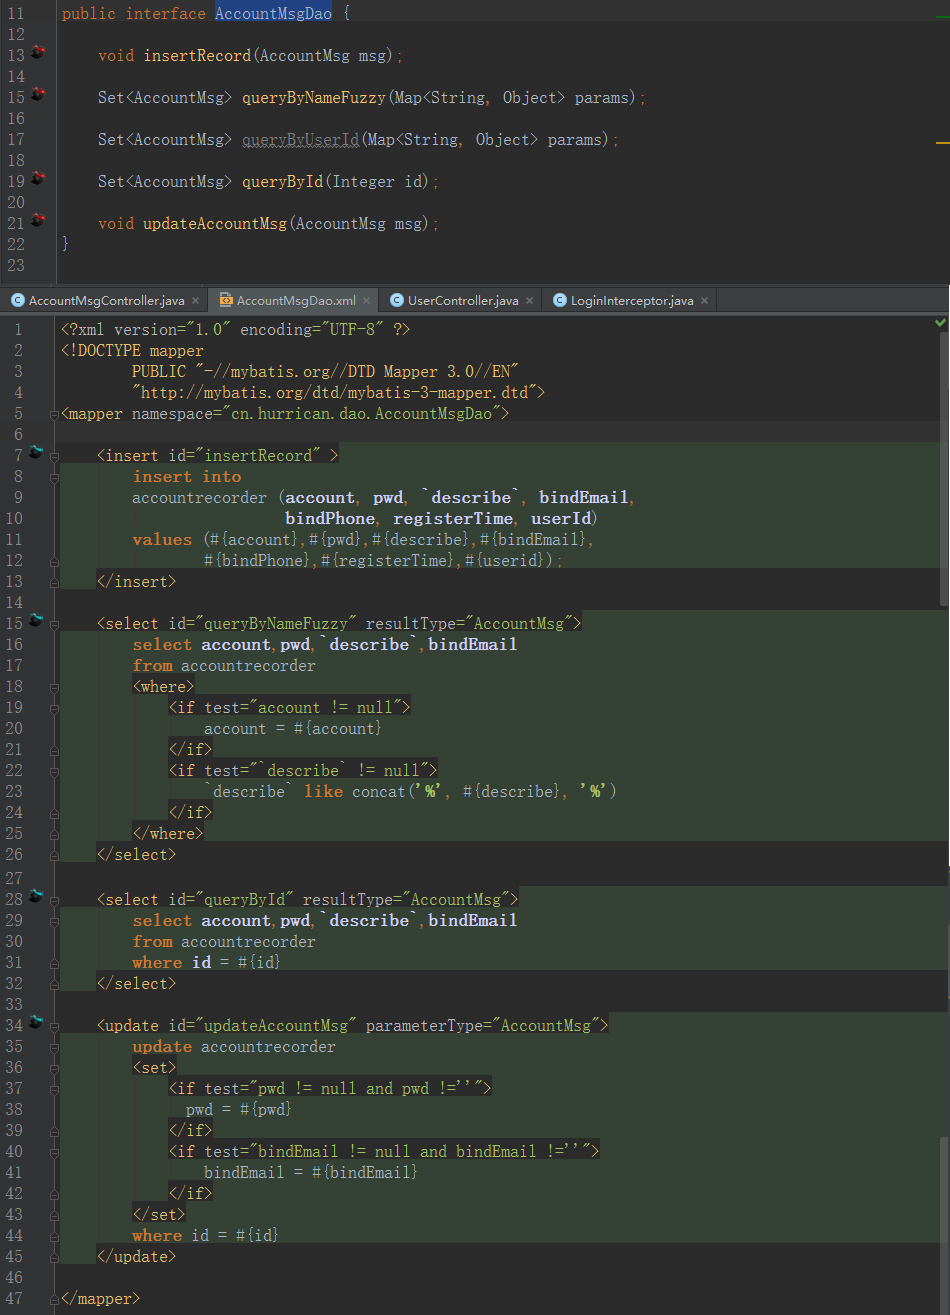 11 public interface AccountMsgDao {
12
13 void insertRecord(AccountMsg msg);
14
15 Set<AccountMsg> queryByNameFuzzy(Map<String, Object> params);
16
17 Set<AccountMsg> queryByUserId(Map<String, Object> params);
18
19 Set<AccountMsg> queryById(Integer id);
20
21 void updateAccountMsg(AccountMsg msg);
22 }
23
AccountMsgController.java × AccountMsgDao.xml × UserController.java × LoginInterceptor.java ×
1 <?xml version="1.0" encoding="UTF-8" ?>
2 <!DOCTYPE mapper
3 PUBLIC "-//mybatis.org//DTD Mapper 3.0//EN"
4 "http://mybatis.org/dtd/mybatis-3-mapper.dtd">
5 <mapper namespace="cn.hurrican.dao.AccountMsgDao">
6
7 <insert id="insertRecord" >
8 insert into
9 accountrecorder (account, pwd, `describe`, bindEmail,
10 bindPhone, registerTime, userId)
11 values (#{account},#{pwd},#{describe},#{bindEmail},
12 #{bindPhone},#{registerTime},#{userid});
13 </insert>
14
15 <select id="queryByNameFuzzy" resultType="AccountMsg">
16 select account,pwd,`describe`,bindEmail
17 from accountrecorder
18 <where>
19 <if test="account != null">
20 account = #{account}
21 </if>
22 <if test="`describe` != null">
23 `describe` like concat('%', #{describe}, '%')
24 </if>
25 </where>
26 </select>
27
28 <select id="queryById" resultType="AccountMsg">
29 select account,pwd,`describe`,bindEmail
30 from accountrecorder
31 where id = #{id}
32 </select>
33
34 <update id="updateAccountMsg" parameterType="AccountMsg">
35 update accountrecorder
36 <set>
37 <if test="pwd != null and pwd !=''">
38 pwd = #{pwd}
39 </if>
40 <if test="bindEmail != null and bindEmail !=''">
41 bindEmail = #{bindEmail}
42 </if>
43 </set>
44 where id = #{id}
45 </update>
46
47 </mapper>